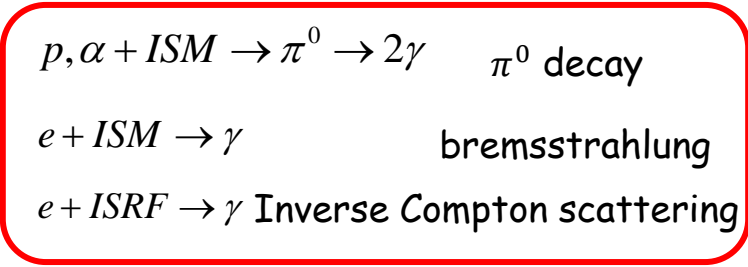 p, α + ISM → π⁰ → 2γ π⁰ decay
e + ISM → γ bremsstrahlung
e + ISRF → γ Inverse Compton scattering